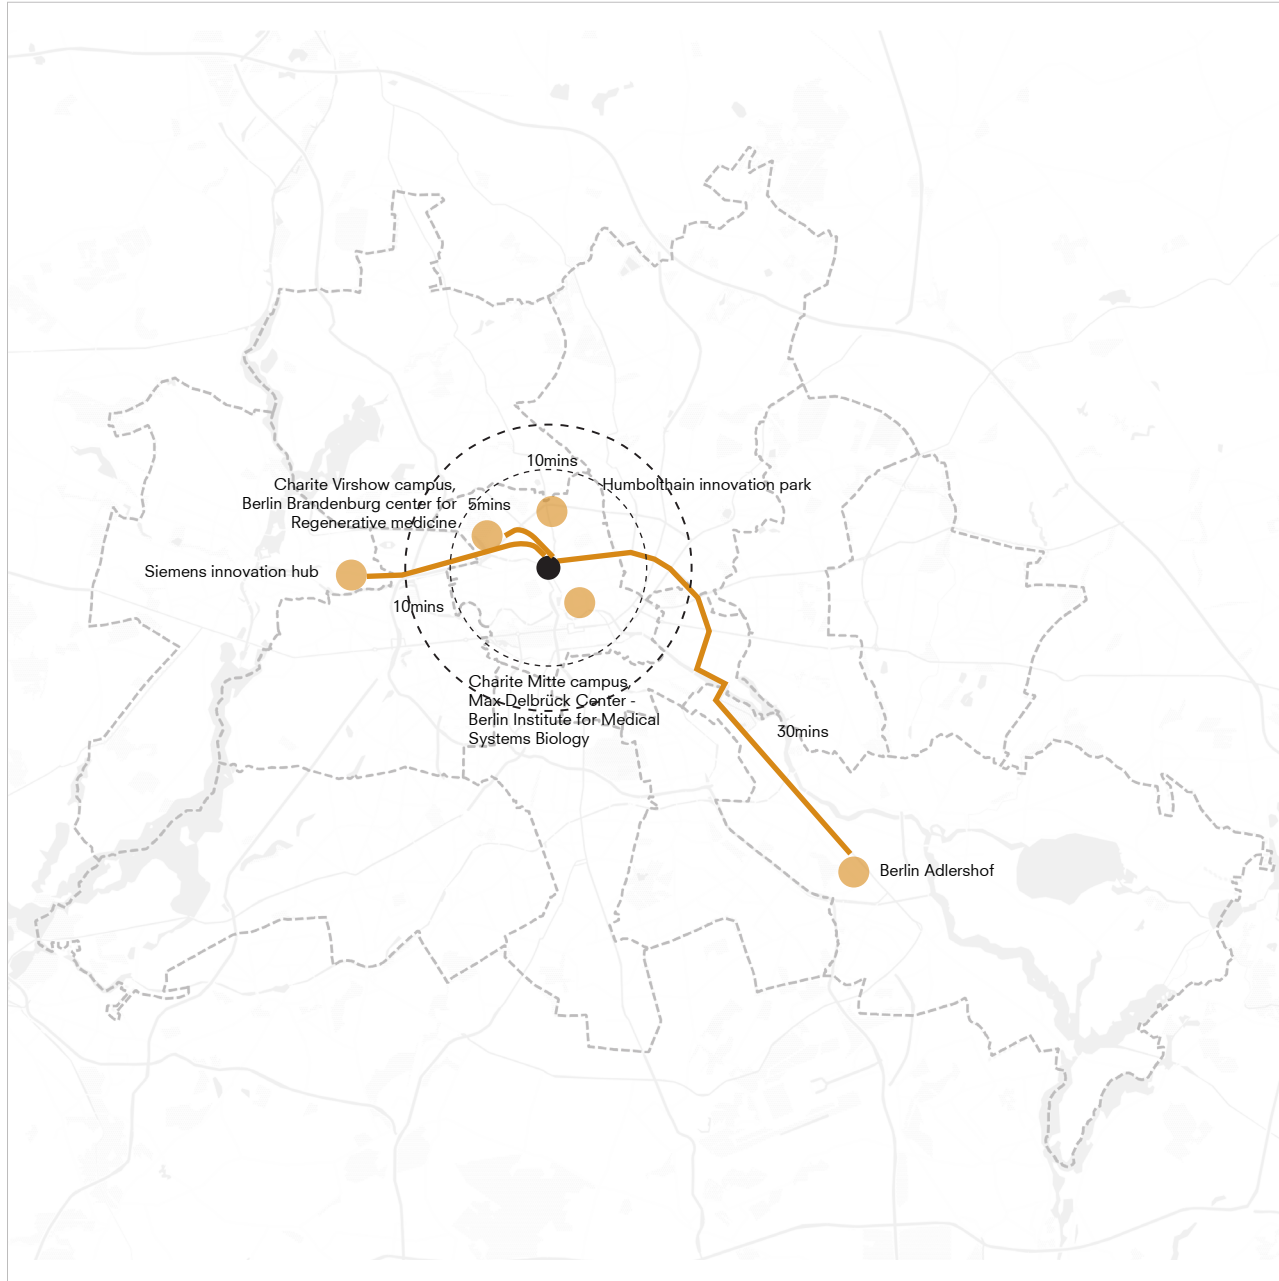 10mins
Charite Virshow campus,
Berlin Brandenburg center for
Regenerative medicine
5mins
Humbolthain innovation park
Siemens innovation hub
10mins
Charite Mitte campus,
Max Delbrück Center -
Berlin Institute for Medical
Systems Biology
30mins
Berlin Adlershof